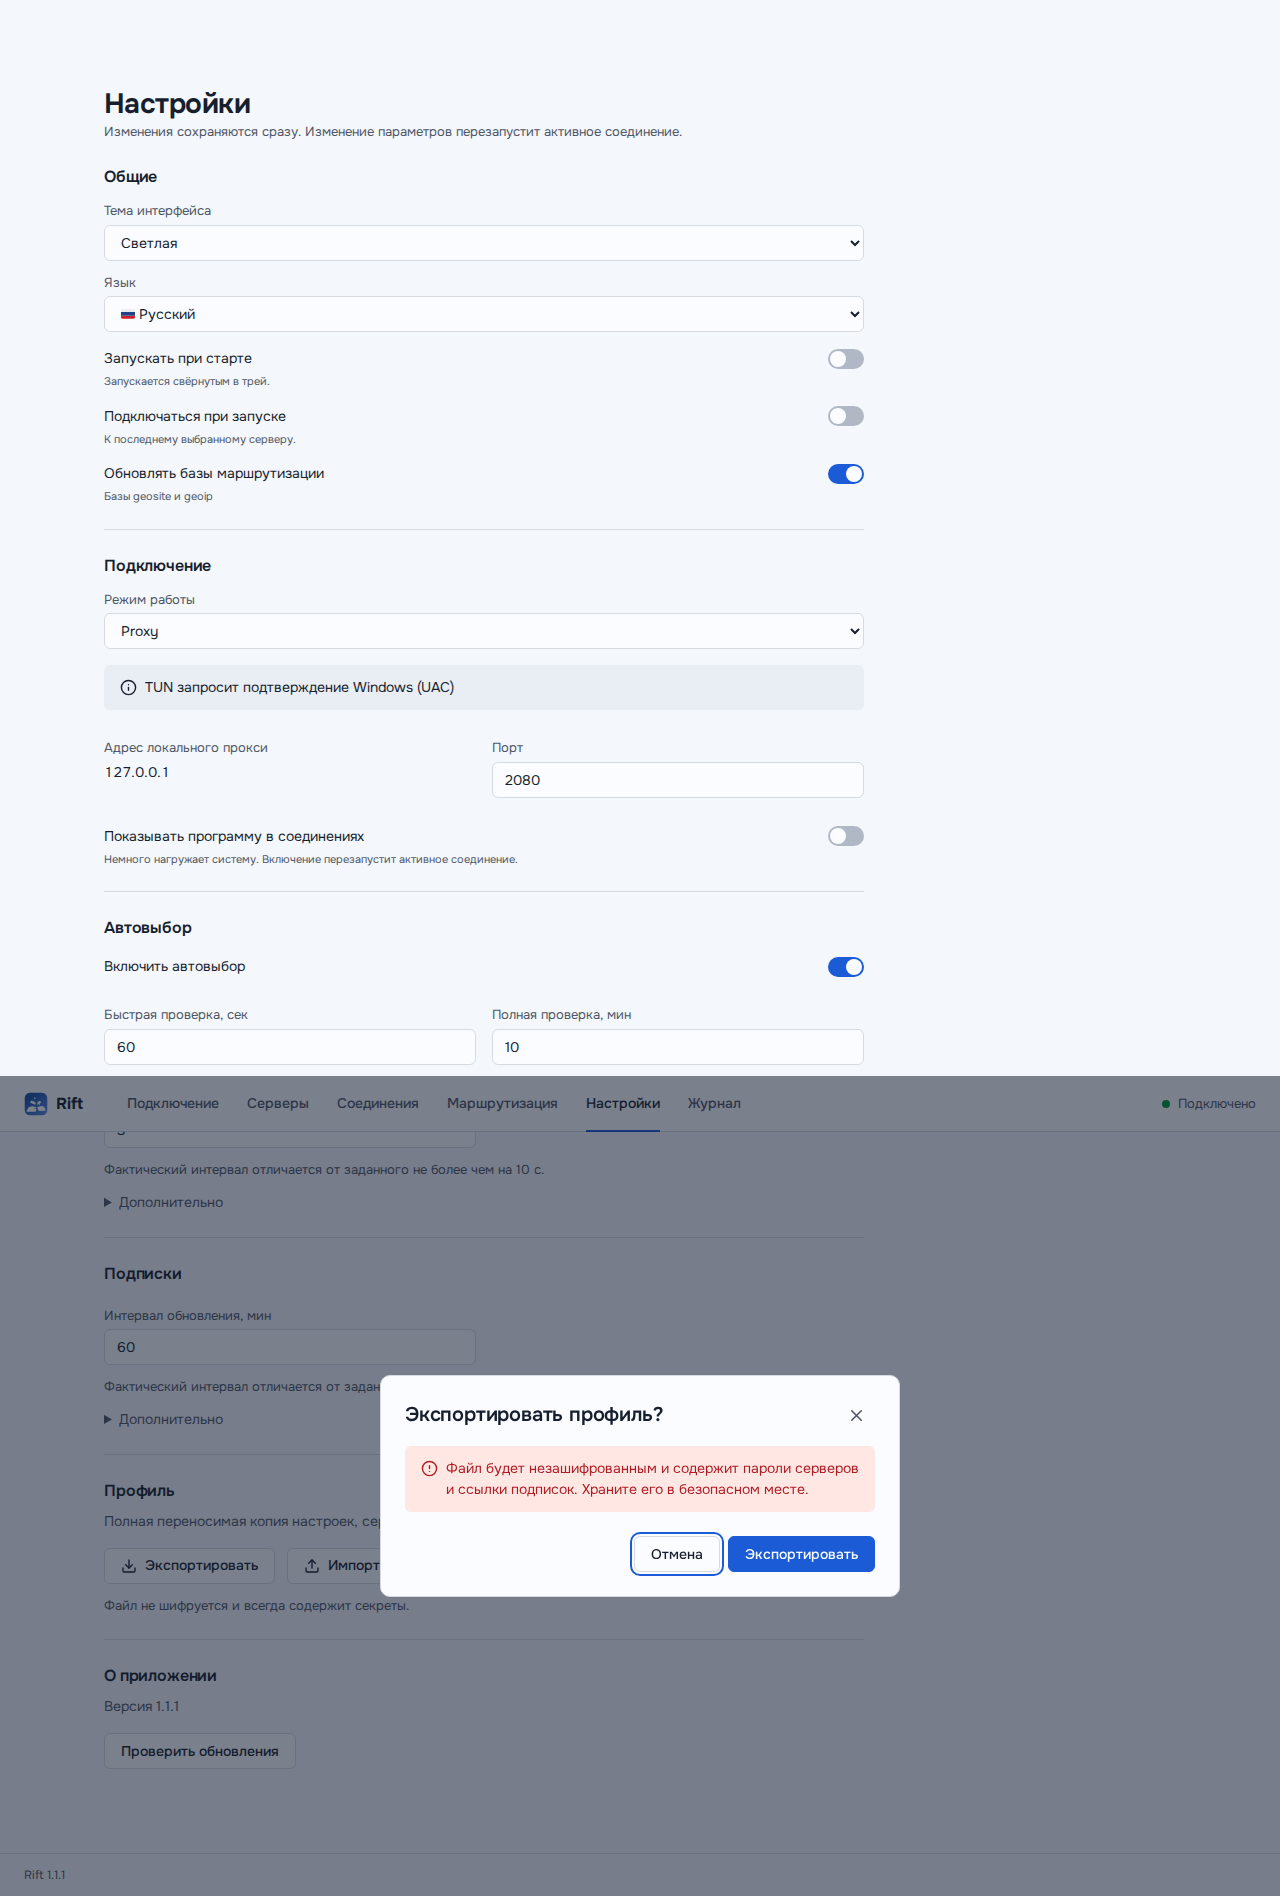 Настройки
Изменения сохраняются сразу. Изменение параметров перезапустит активное соединение.
Общие
Тема интерфейса
Светлая
Язык
Русский
Запускать при старте
Запускается свёрнутым в трей.
Подключаться при запуске
К последнему выбранному серверу.
Обновлять базы маршрутизации
Базы geosite и geoip
Подключение
Режим работы
Proxy
TUN запросит подтверждение Windows (UAC)
Адрес локального прокси
Порт
127.0.0.1
2080
Показывать программу в соединениях
Немного нагружает систему. Включение перезапустит активное соединение.
Автовыбор
Включить автовыбор
Быстрая проверка, сек
Полная проверка, мин
60
10
Rift
Подключение
Серверы
Соединения
Маршрутизация
Настройки
Журнал
Подключено
Фактический интервал отличается от заданного не более чем на 10 с.
Дополнительно
Подписки
Интервал обновления, мин
60
Фактический интервал отличается от
Дополнительно
Экспортировать профиль?
Файл будет незашифрованным и содержит пароли серверов
и ссылки подписок. Храните его в безопасном месте.
Отмена
Экспортировать
Профиль
Полная переносимая копия настроек,
Экспортировать
Импорт
Файл не шифруется и всегда содержит секреты.
О приложении
Версия 1.1.1
Проверить обновления
Rift 1.1.1